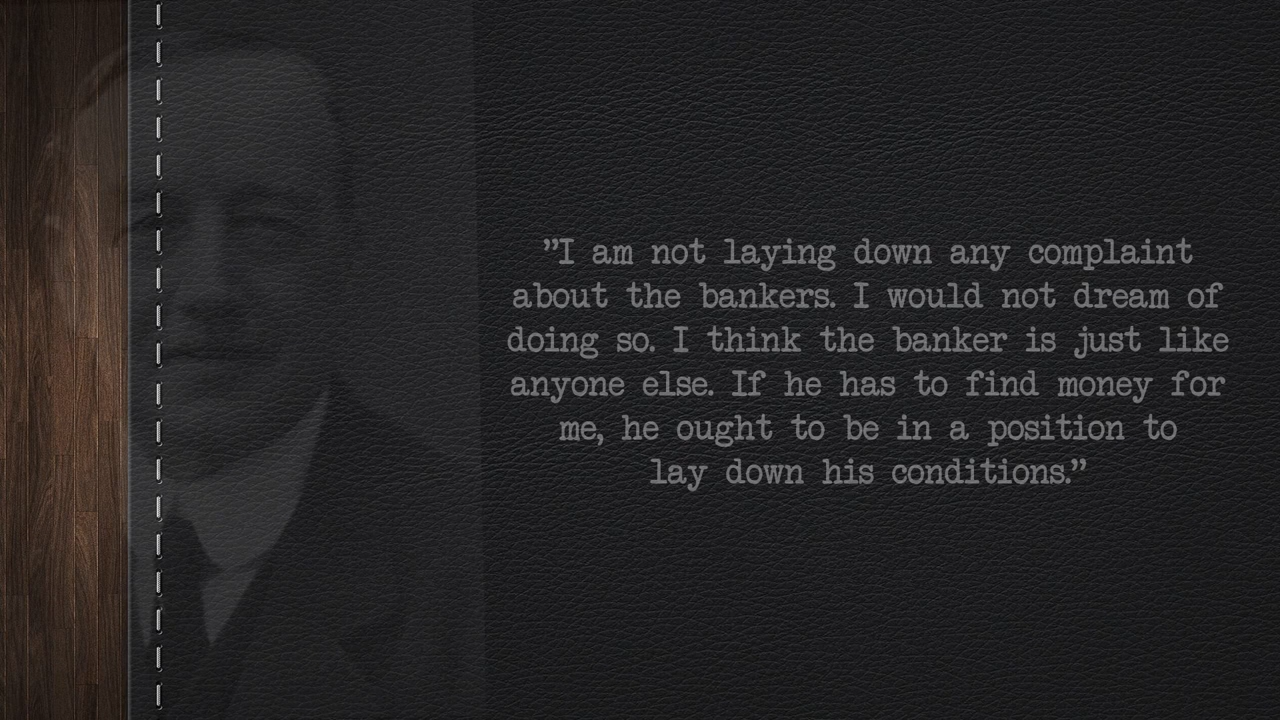 ”I am not laying down any complaint
about the bankers. I would not dream of
doing so. I think the banker is just like
anyone else. If he has to find money for
me, he ought to be in a position to
lay down his conditions.”